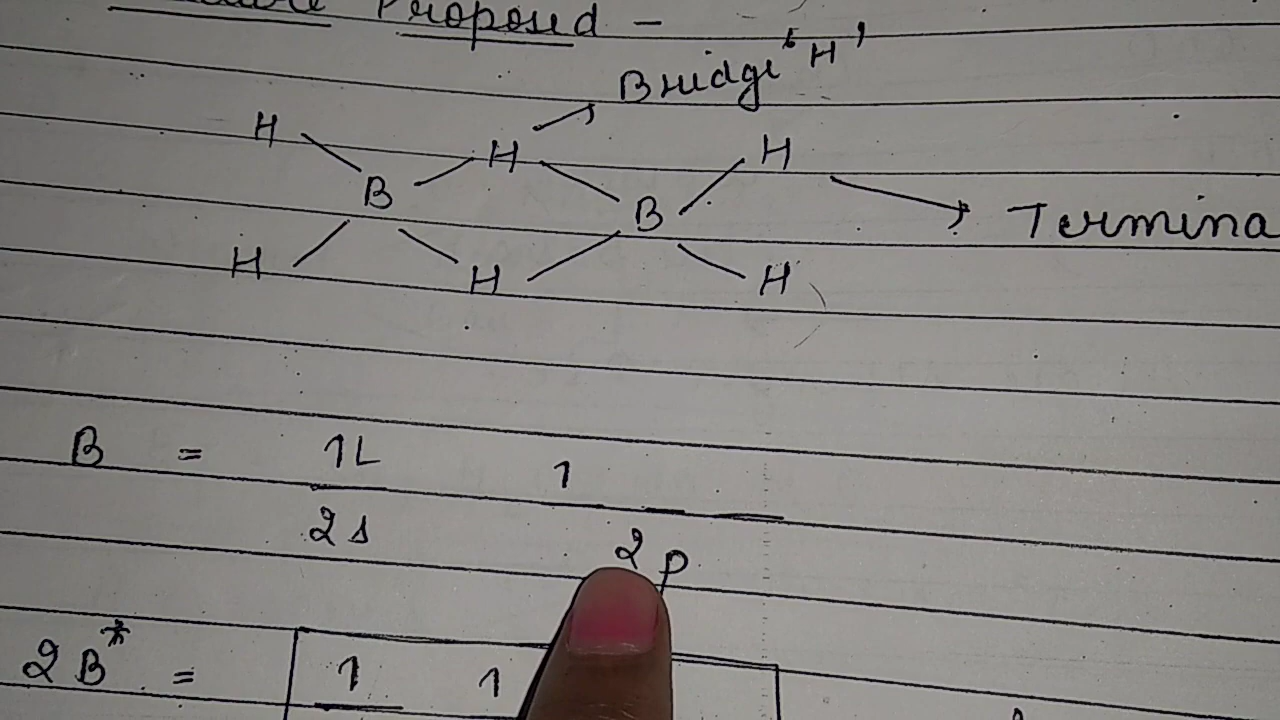 Proposed -
Bridge 'H'
H H H
B B
Termina
H H H
B = 1L 1
2s 2p
2B* = 1 1